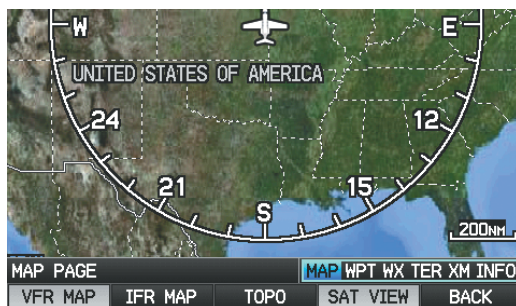 W E
UNITED STATES OF AMERICA
24 12
21 15
S
200NM
MAP PAGE MAP WPT WX TER XM INFO
VFR MAP IFR MAP TOPO SAT VIEW BACK